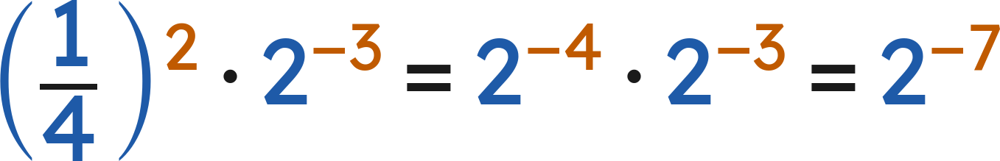 (1/4)² · 2⁻³ = 2⁻⁴ · 2⁻³ = 2⁻⁷